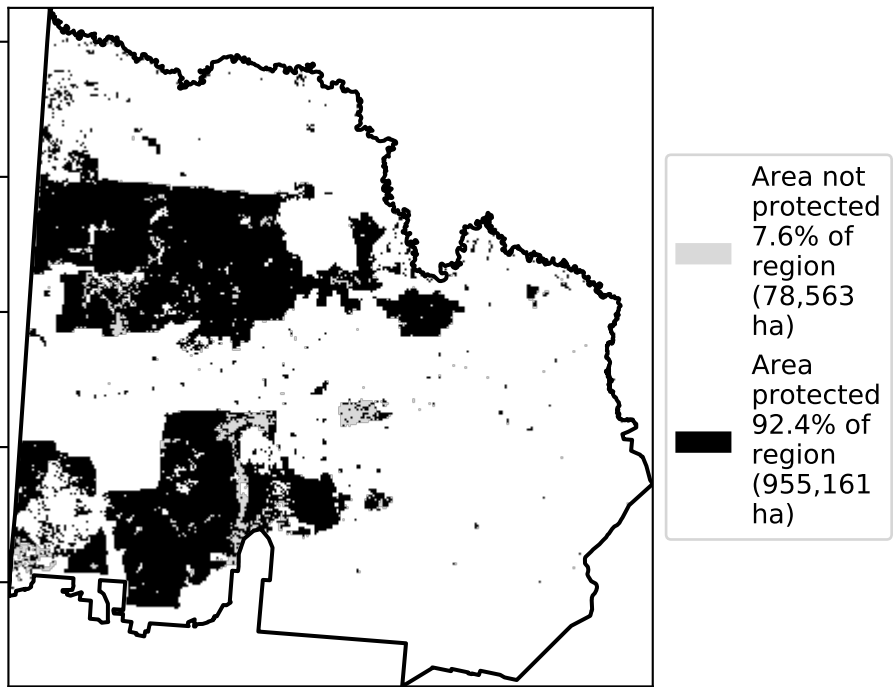 Area not
protected
7.6% of
region
(78,563
ha)
Area
protected
92.4% of
region
(955,161
ha)